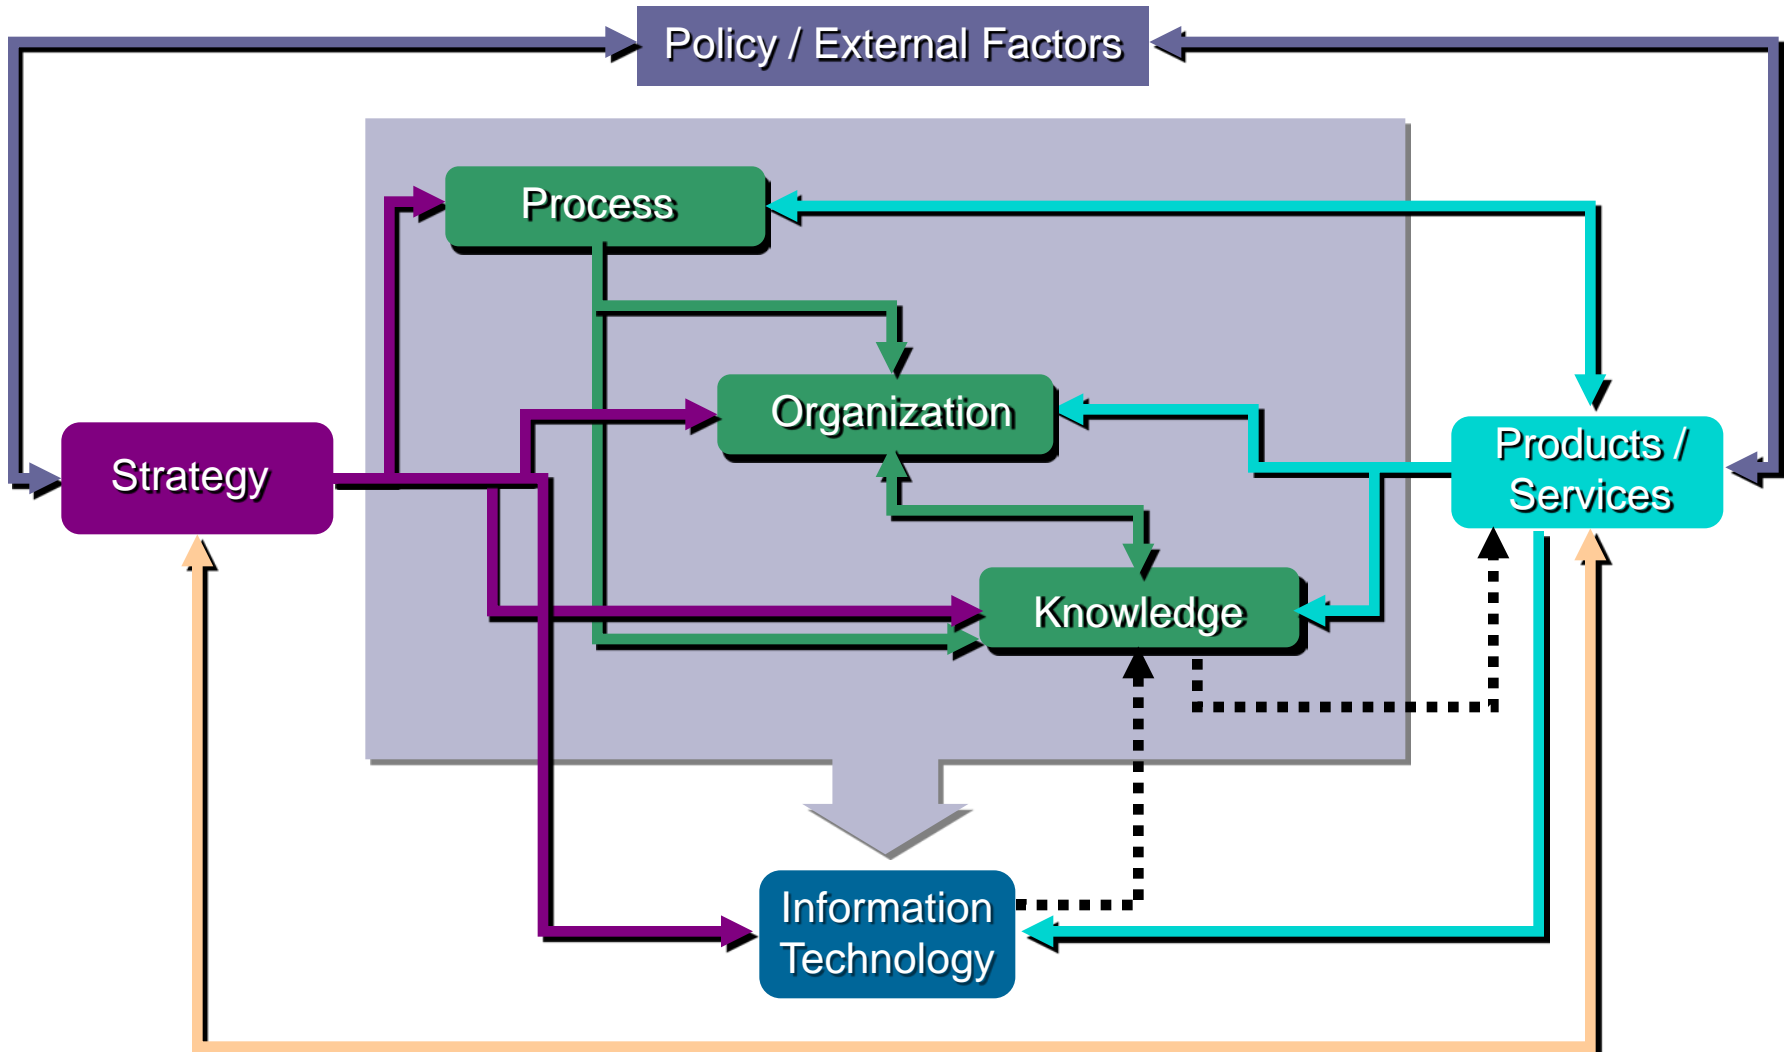 Policy / External Factors
Process
Organization
Strategy
Products /
Services
Knowledge
Information
Technology